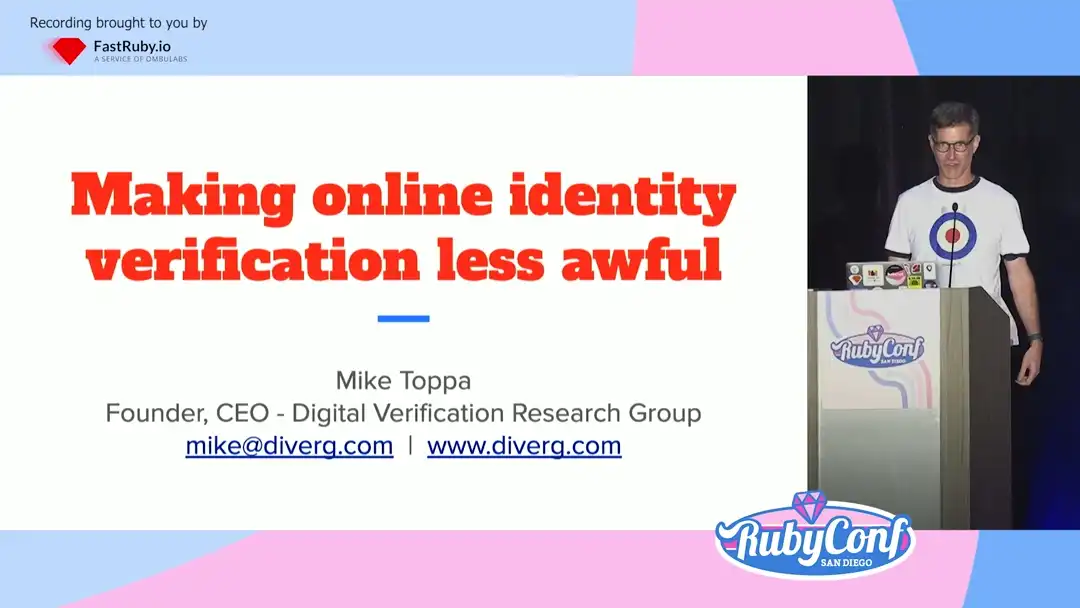 Recording brought to you by
FastRuby.io
A SERVICE OF OMBULABS
Making online identity
verification less awful
Mike Toppa
Founder, CEO - Digital Verification Research Group
mike@diverg.com | www.diverg.com
RubyConf
SAN DIEGO
RubyConf
SAN DIEGO